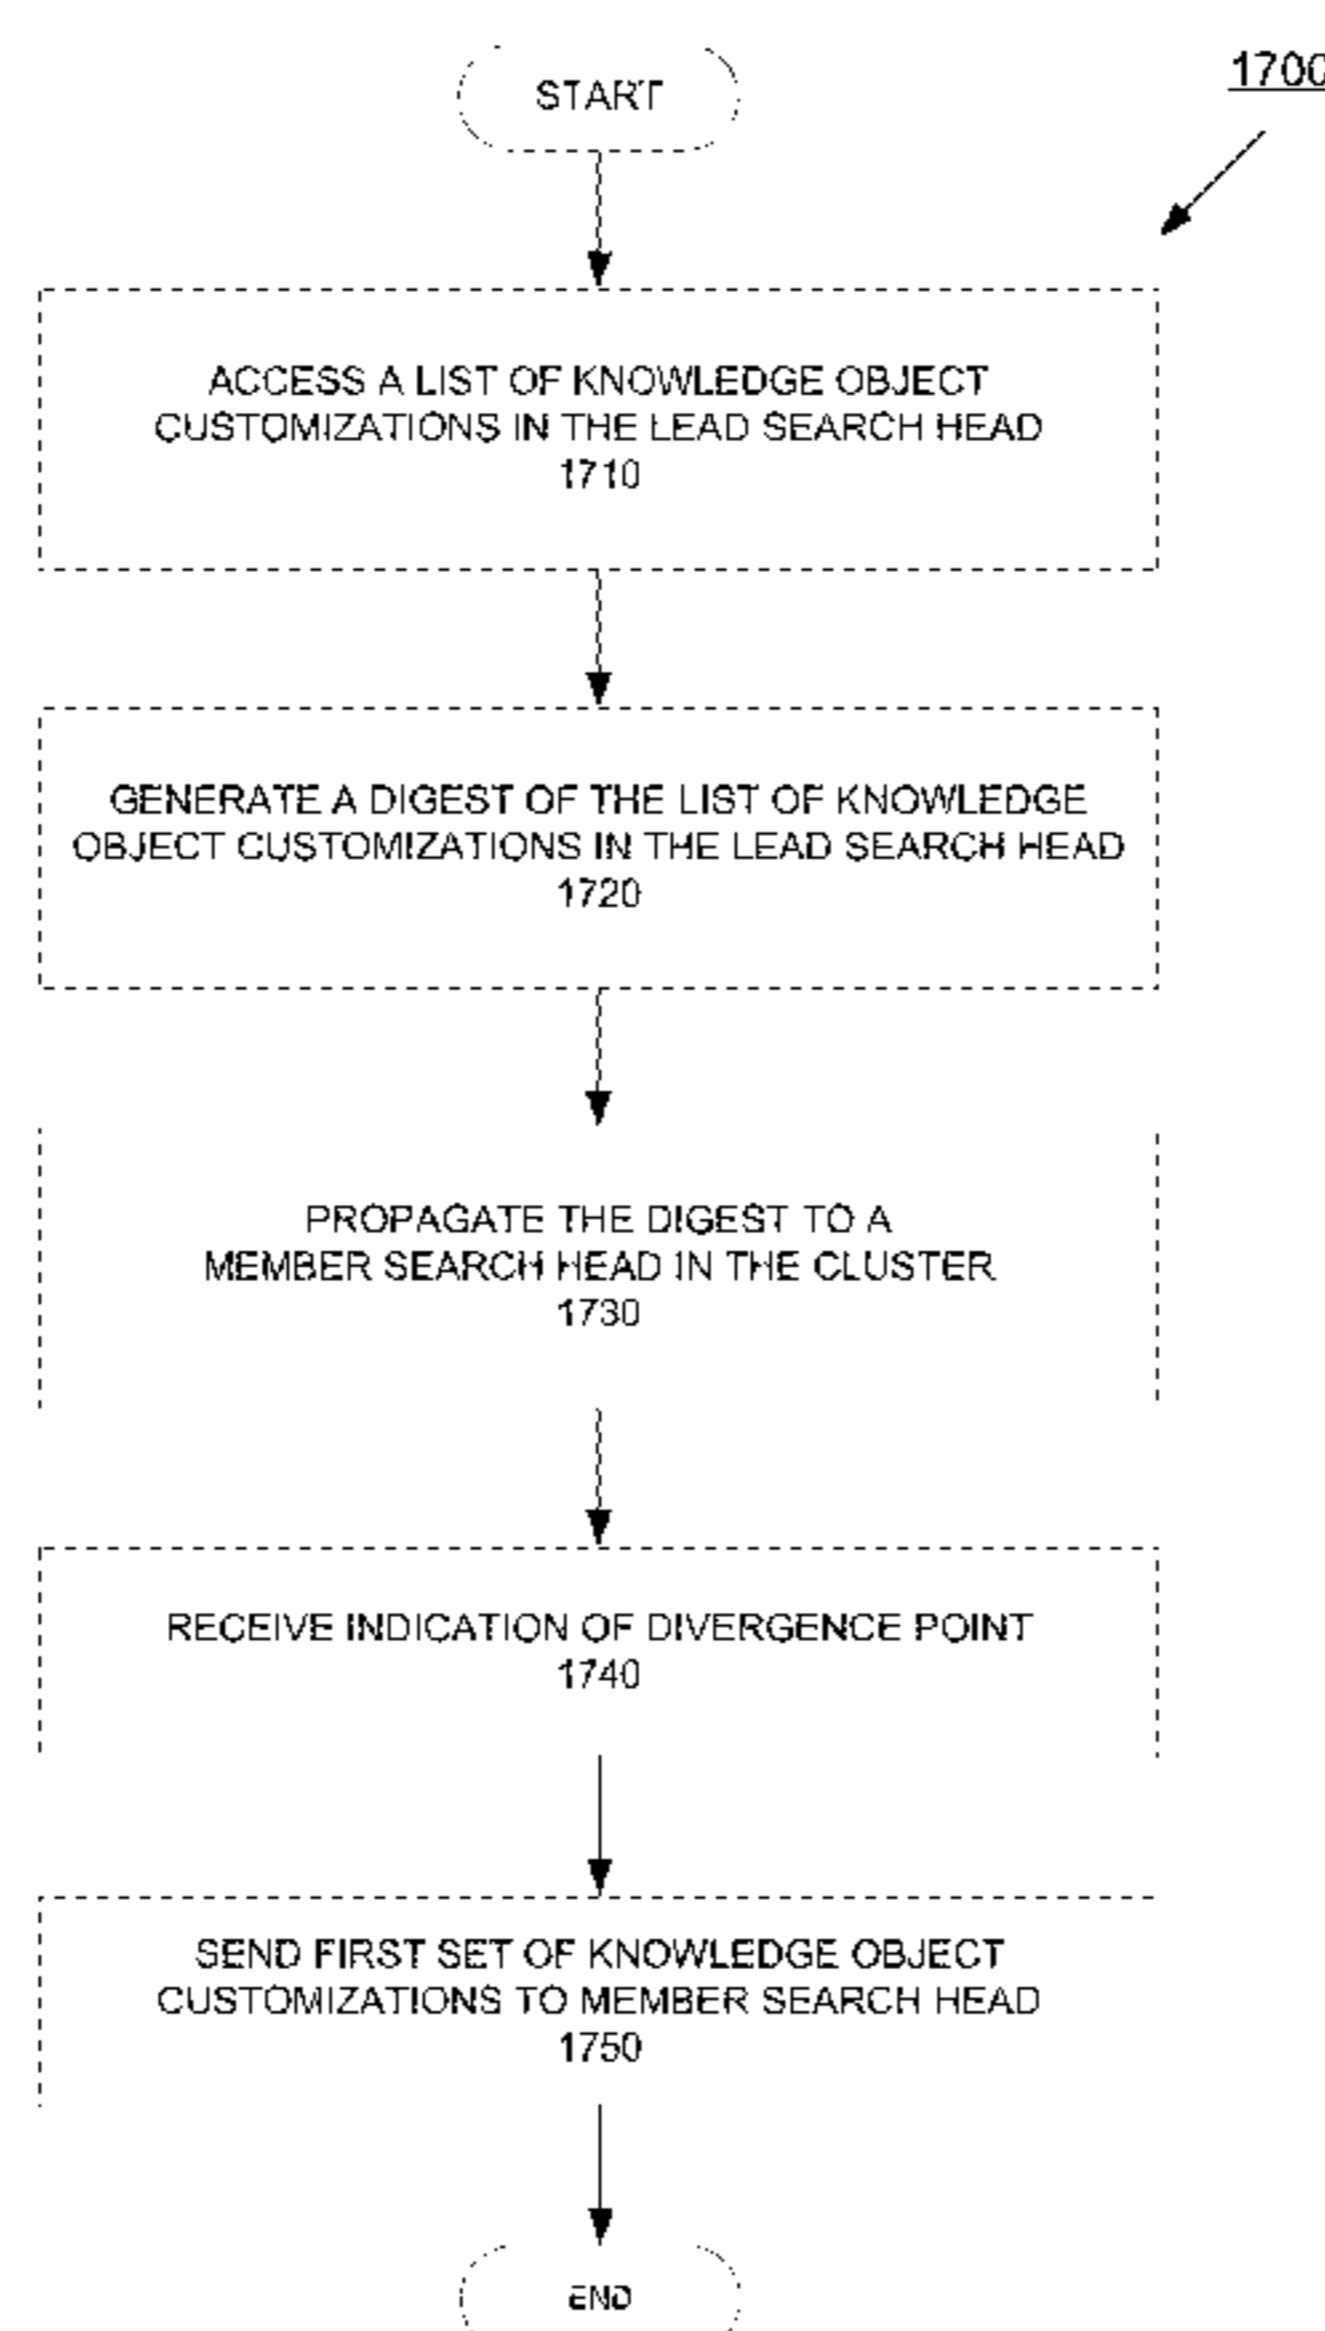 START
1700
ACCESS A LIST OF KNOWLEDGE OBJECT
CUSTOMIZATIONS IN THE LEAD SEARCH HEAD
1710
GENERATE A DIGEST OF THE LIST OF KNOWLEDGE
OBJECT CUSTOMIZATIONS IN THE LEAD SEARCH HEAD
1720
PROPAGATE THE DIGEST TO A
MEMBER SEARCH HEAD IN THE CLUSTER
1730
RECEIVE INDICATION OF DIVERGENCE POINT
1740
SEND FIRST SET OF KNOWLEDGE OBJECT
CUSTOMIZATIONS TO MEMBER SEARCH HEAD
1750
END